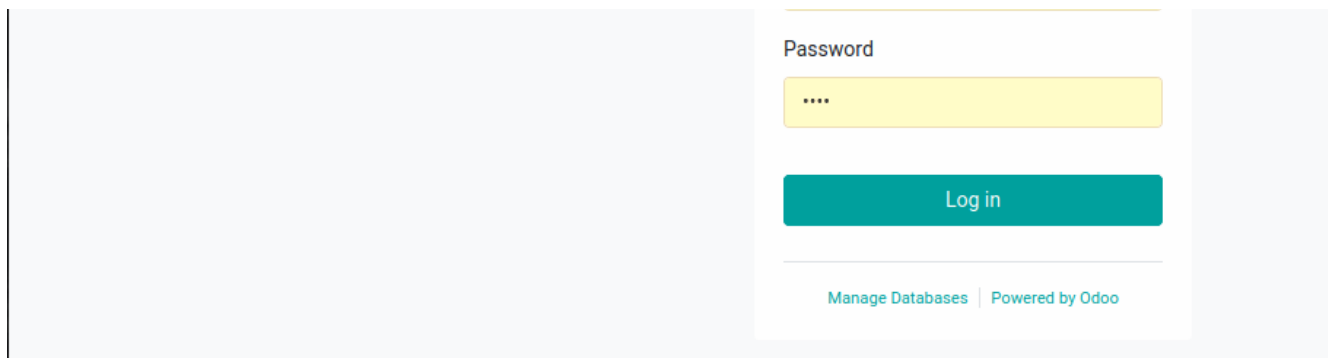 Password
••••
Log in
Manage Databases | Powered by Odoo